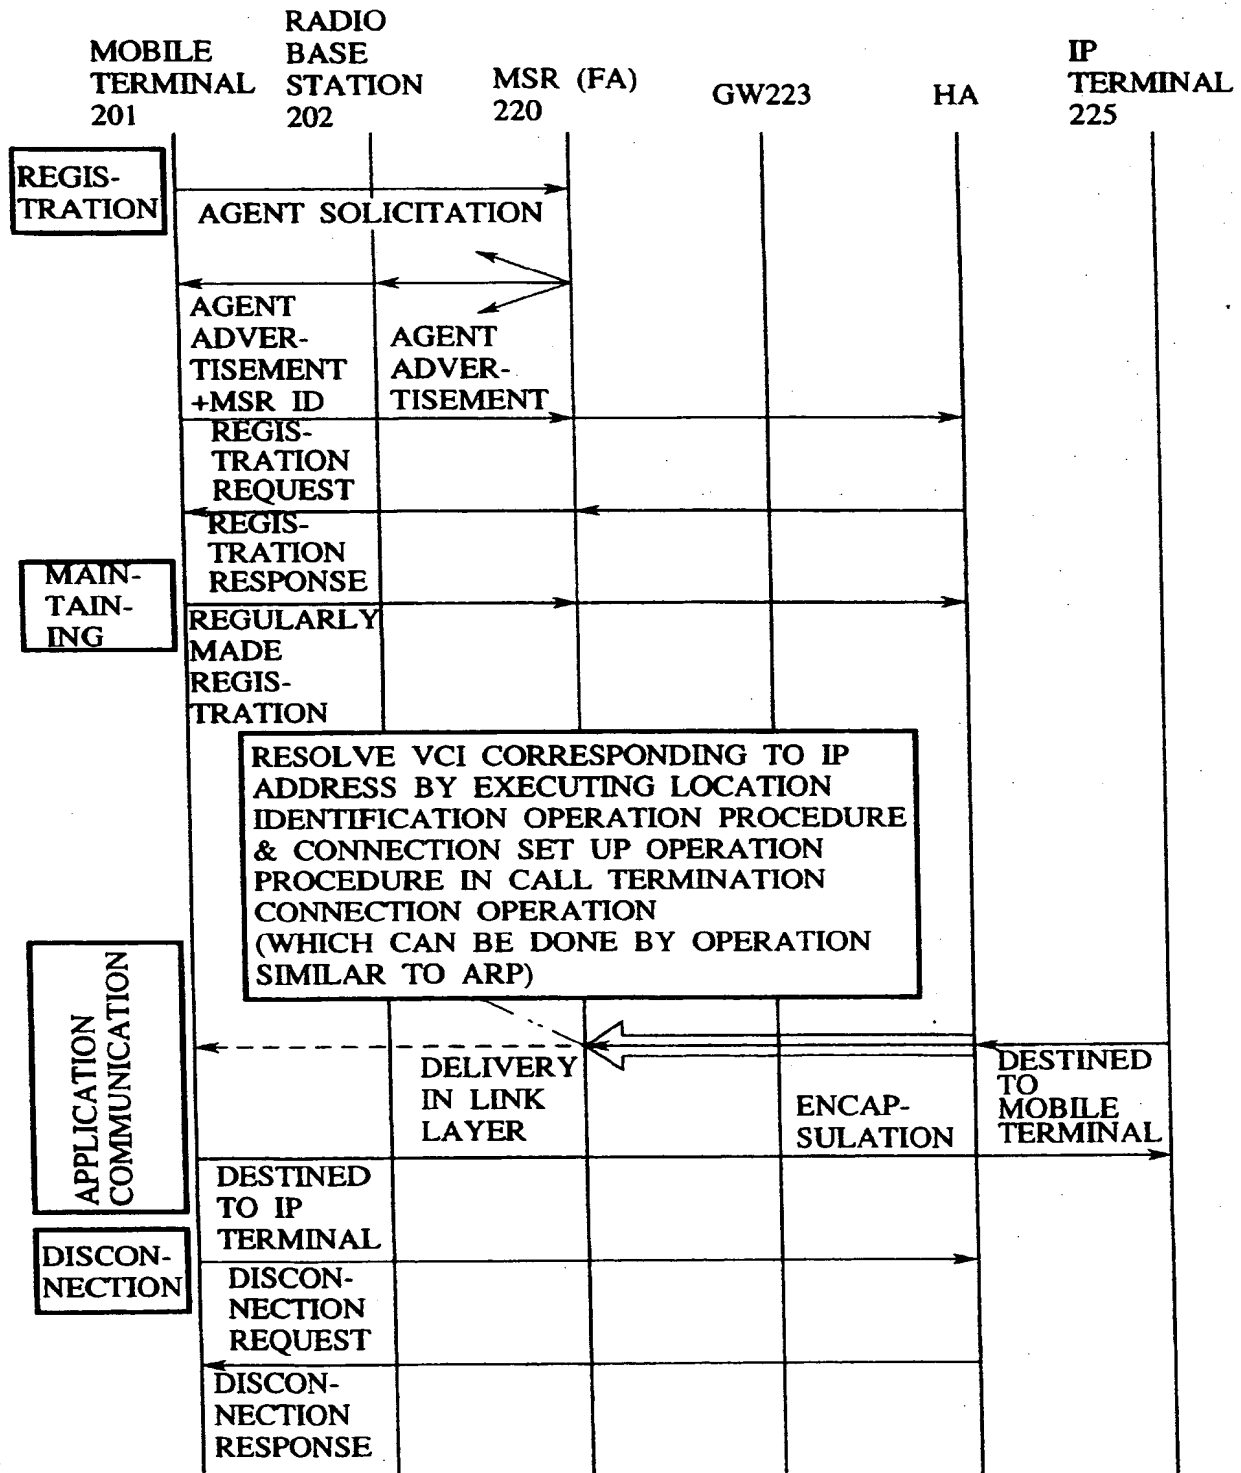 MOBILE
TERMINAL
201
RADIO
BASE
STATION
202
MSR (FA)
220
GW223
HA
IP
TERMINAL
225
REGIS-
TRATION
AGENT SOLICITATION
AGENT
ADVER-
TISEMENT
+MSR ID
AGENT
ADVER-
TISEMENT
REGIS-
TRATION
REQUEST
REGIS-
TRATION
RESPONSE
MAIN-
TAIN-
ING
REGULARLY
MADE
REGIS-
TRATION
RESOLVE VCI CORRESPONDING TO IP
ADDRESS BY EXECUTING LOCATION
IDENTIFICATION OPERATION PROCEDURE
& CONNECTION SET UP OPERATION
PROCEDURE IN CALL TERMINATION
CONNECTION OPERATION
(WHICH CAN BE DONE BY OPERATION
SIMILAR TO ARP)
APPLICATION
COMMUNICATION
DELIVERY
IN LINK
LAYER
ENCAP-
SULATION
DESTINED
TO
MOBILE
TERMINAL
DESTINED
TO IP
TERMINAL
DISCON-
NECTION
DISCON-
NECTION
REQUEST
DISCON-
NECTION
RESPONSE